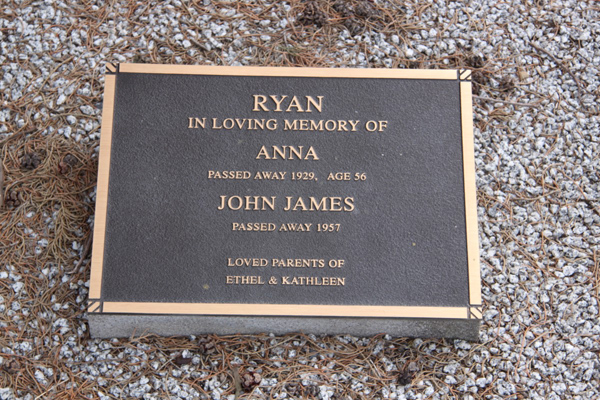 RYAN
IN LOVING MEMORY OF
ANNA
PASSED AWAY 1929, AGE 56
JOHN JAMES
PASSED AWAY 1957
LOVED PARENTS OF
ETHEL & KATHLEEN